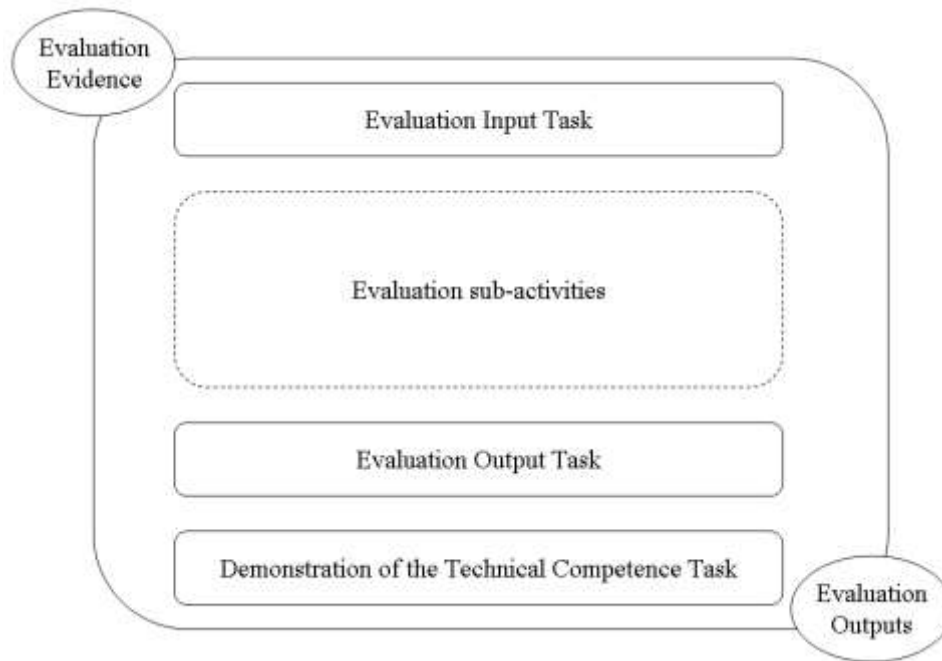 Evaluation
Evidence
Evaluation Input Task
Evaluation sub-activities
Evaluation Output Task
Demonstration of the Technical Competence Task
Evaluation
Outputs